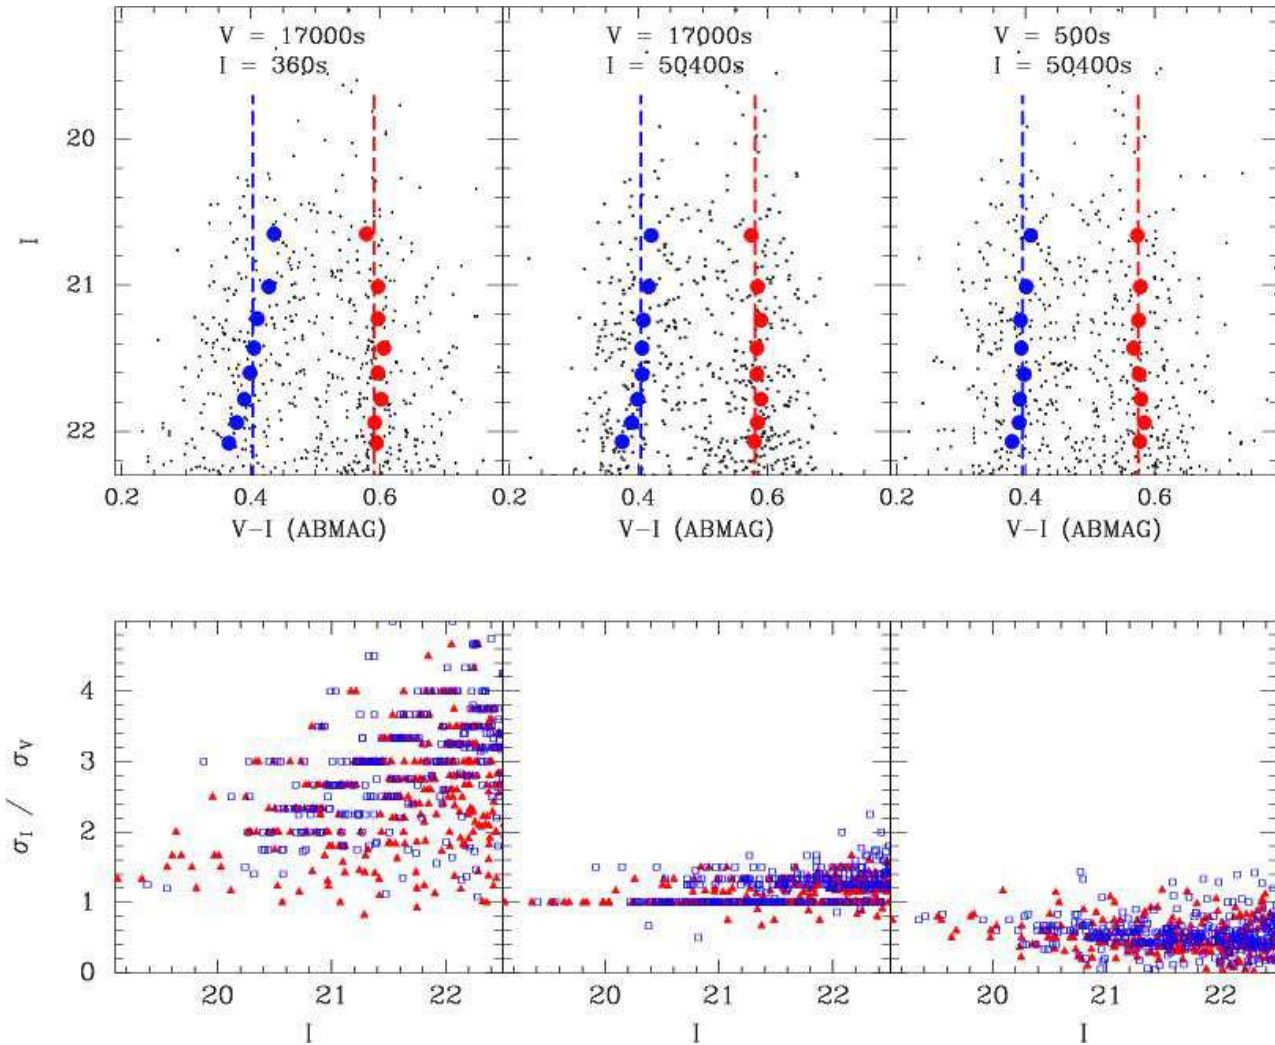 V = 17000s
I = 360s
V = 17000s
I = 50400s
V = 500s
I = 50400s
20
21
22
I
0.2 0.4 0.6 0.2 0.4 0.6 0.2 0.4 0.6
V−I (ABMAG) V−I (ABMAG) V−I (ABMAG)
4
3
2
1
0
σI / σV
20 21 22 20 21 22 20 21 22
I I I